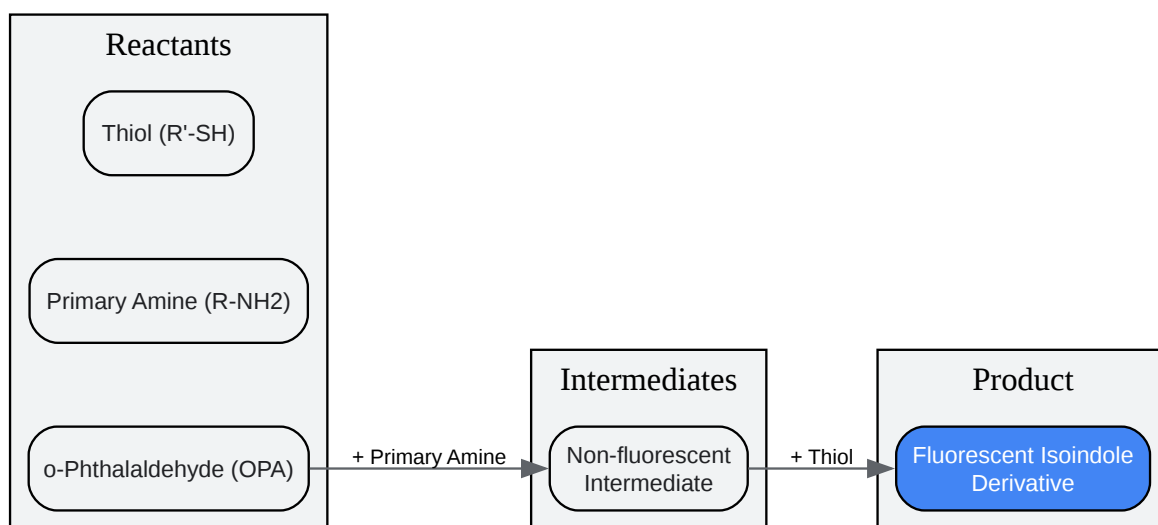 Reactants
Thiol (R'-SH)
Primary Amine (R-NH2)
o-Phthalaldehyde (OPA)
+ Primary Amine
Intermediates
Non-fluorescent
Intermediate
+ Thiol
Product
Fluorescent Isoindole
Derivative